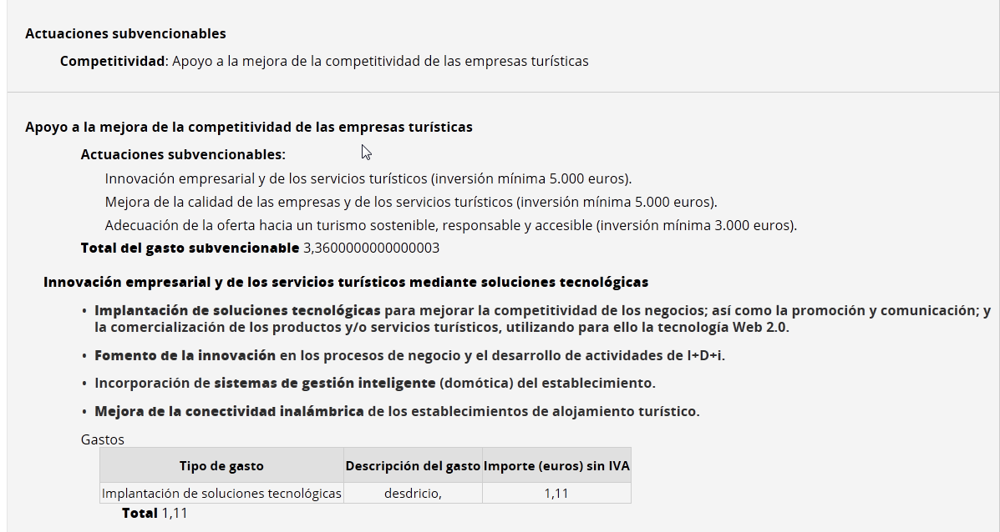 Actuaciones subvencionables
Competitividad: Apoyo a la mejora de la competitividad de las empresas turísticas
Apoyo a la mejora de la competitividad de las empresas turísticas
Actuaciones subvencionables:
Innovación empresarial y de los servicios turísticos (inversión mínima 5.000 euros).
Mejora de la calidad de las empresas y de los servicios turísticos (inversión mínima 5.000 euros).
Adecuación de la oferta hacia un turismo sostenible, responsable y accesible (inversión mínima 3.000 euros).
Total del gasto subvencionable 3,3600000000000003
Innovación empresarial y de los servicios turísticos mediante soluciones tecnológicas
• Implantación de soluciones tecnológicas para mejorar la competitividad de los negocios; así como la promoción y comunicación; y
la comercialización de los productos y/o servicios turísticos, utilizando para ello la tecnología Web 2.0.
• Fomento de la innovación en los procesos de negocio y el desarrollo de actividades de I+D+i.
• Incorporación de sistemas de gestión inteligente (domótica) del establecimiento.
• Mejora de la conectividad inalámbrica de los establecimientos de alojamiento turístico.
Gastos
Tipo de gasto Descripción del gasto Importe (euros) sin IVA
Implantación de soluciones tecnológicas desdricio, 1,11
Total 1,11